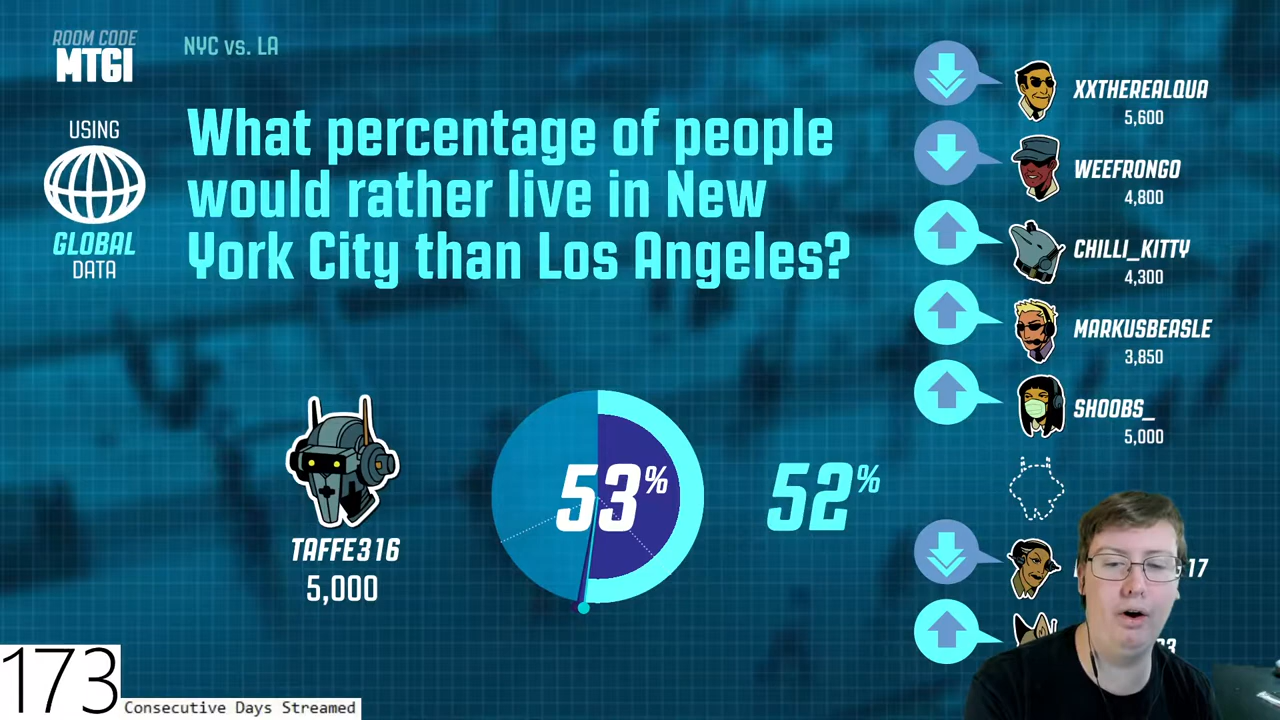 ROOM CODE
MTGI
NYC vs. LA
USING
GLOBAL
DATA
What percentage of people
would rather live in New
York City than Los Angeles?
53%
52%
TAFFE316
5,000
XXTHEREALQUA
5,600
WEEFRONGO
4,800
CHILLI_KITTY
4,300
MARKUSBEASLE
3,850
SHOOBS_
5,000
17
173
Consecutive Days Streamed